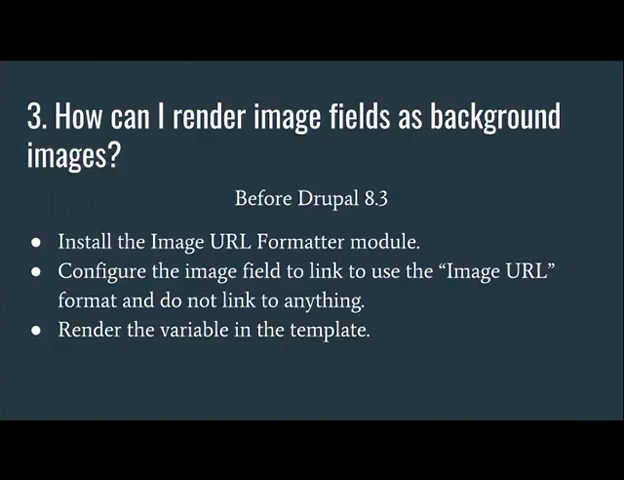 3. How can I render image fields as background
images?
Before Drupal 8.3
● Install the Image URL Formatter module.
● Configure the image field to link to use the “Image URL”
format and do not link to anything.
● Render the variable in the template.